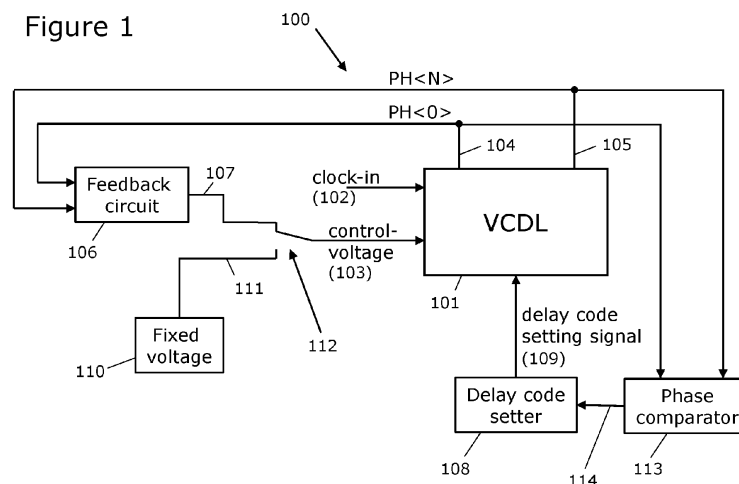 Figure 1
100
PH<N>
PH<0>
104
105
107
Feedback
circuit
106
clock-in
(102)
control-
voltage
(103)
VCDL
101
111
112
Fixed
voltage
110
delay code
setting signal
(109)
Delay code
setter
108
114
Phase
comparator
113